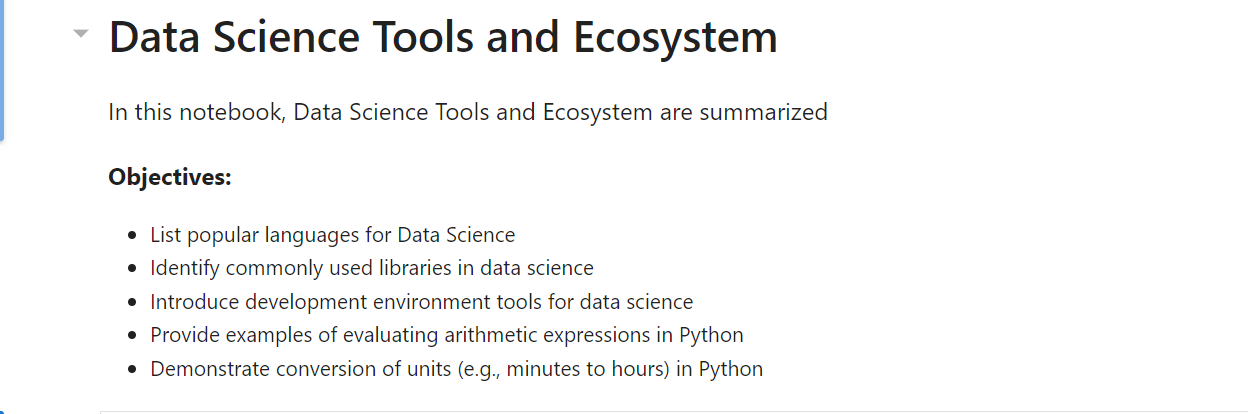 Data Science Tools and Ecosystem
In this notebook, Data Science Tools and Ecosystem are summarized
Objectives:
• List popular languages for Data Science
• Identify commonly used libraries in data science
• Introduce development environment tools for data science
• Provide examples of evaluating arithmetic expressions in Python
• Demonstrate conversion of units (e.g., minutes to hours) in Python